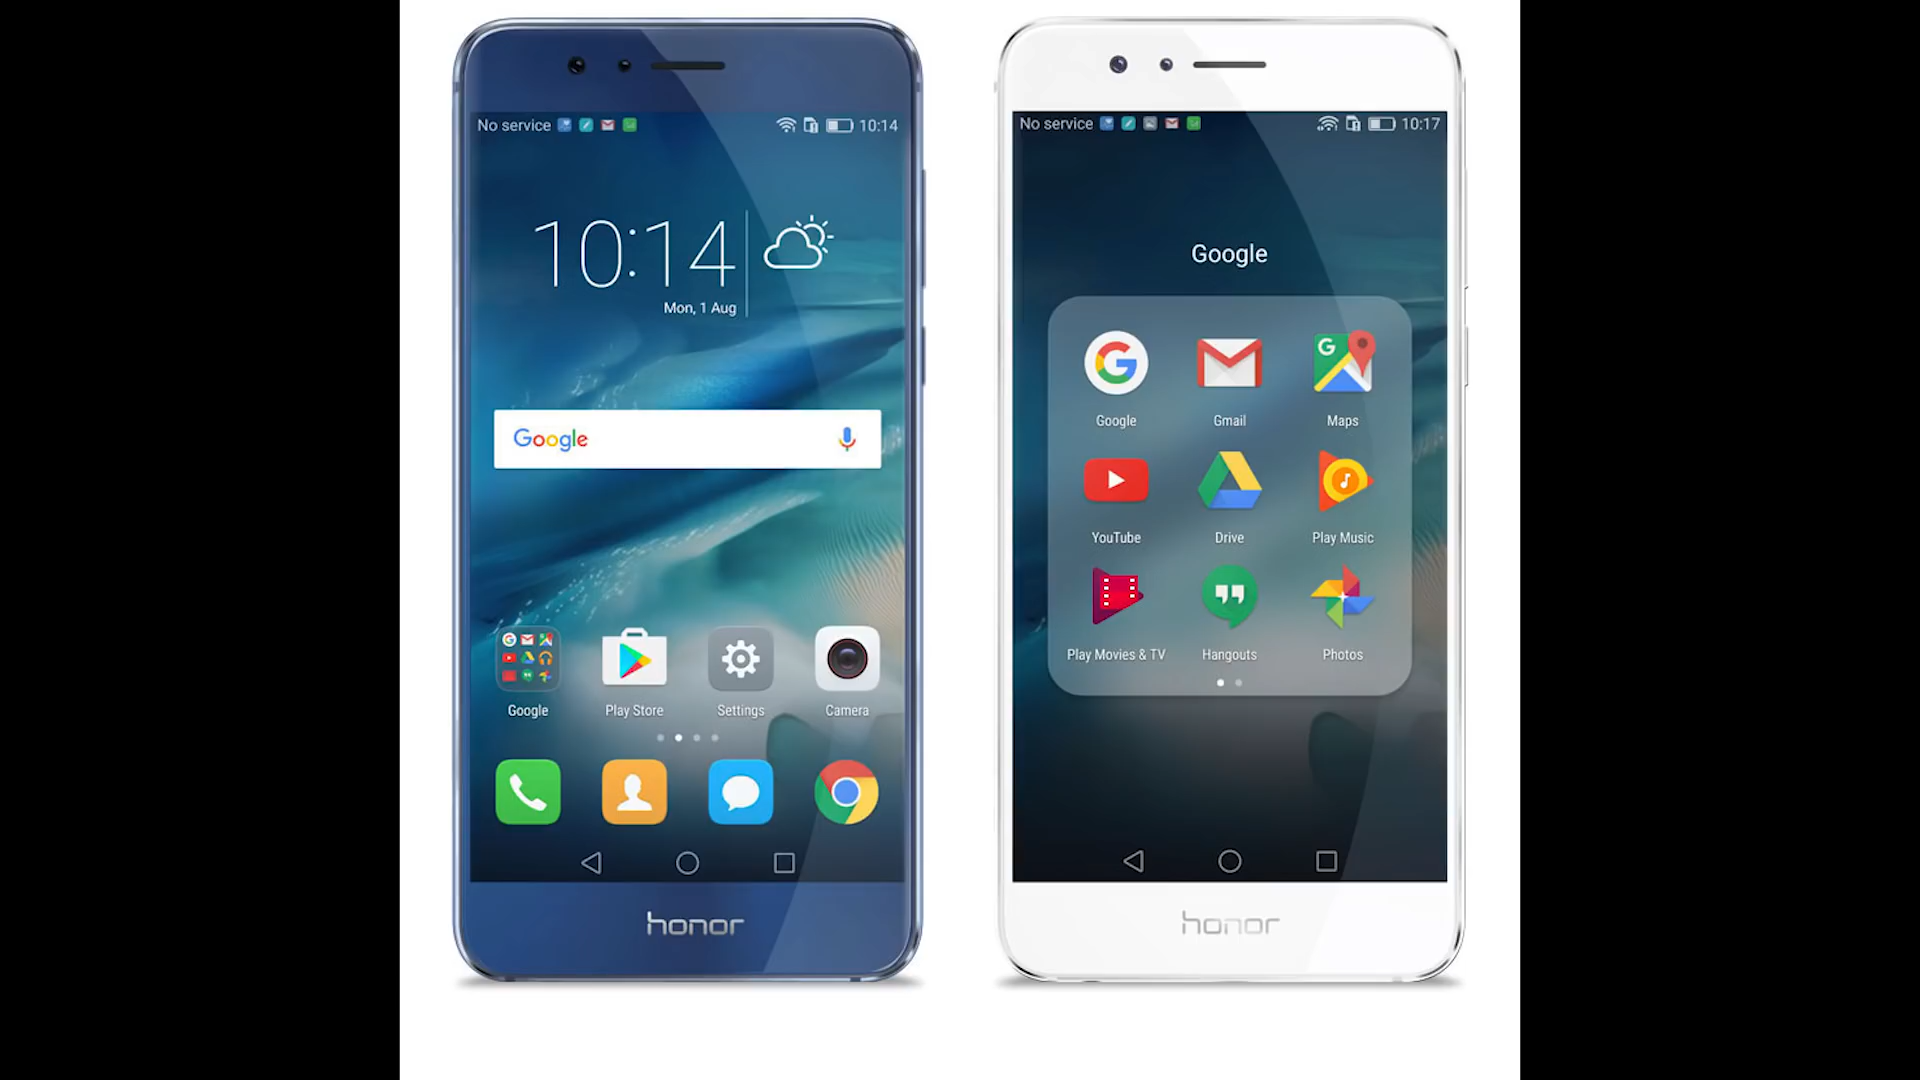 No service
10:14
10:14
Mon, 1 Aug
Google
Google
Play Store
Settings
Camera
honor
No service
10:17
Google
Google
Gmail
Maps
YouTube
Drive
Play Music
Play Movies & TV
Hangouts
Photos
honor